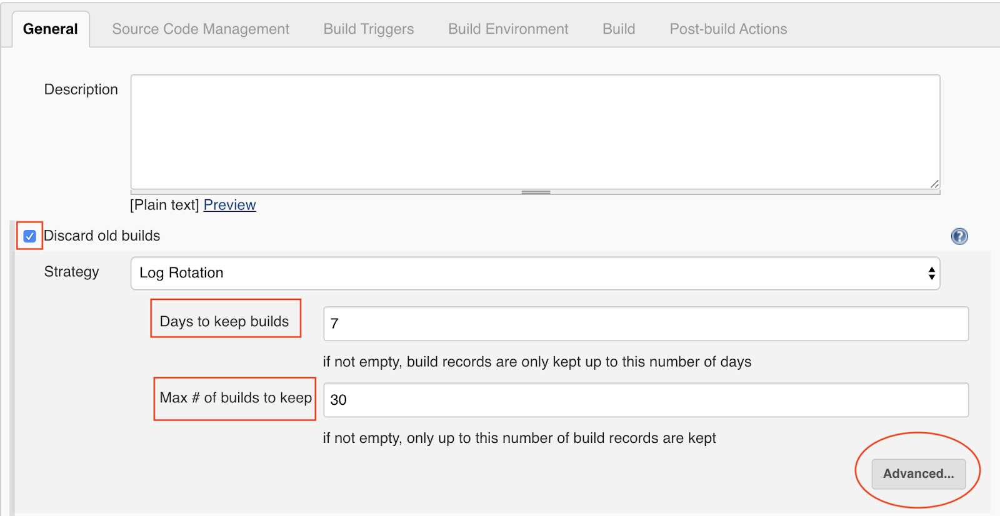 General Source Code Management Build Triggers Build Environment Build Post-build Actions
Description
[Plain text] Preview
Discard old builds ?
Strategy Log Rotation
Days to keep builds 7
if not empty, build records are only kept up to this number of days
Max # of builds to keep 30
if not empty, only up to this number of build records are kept
Advanced...